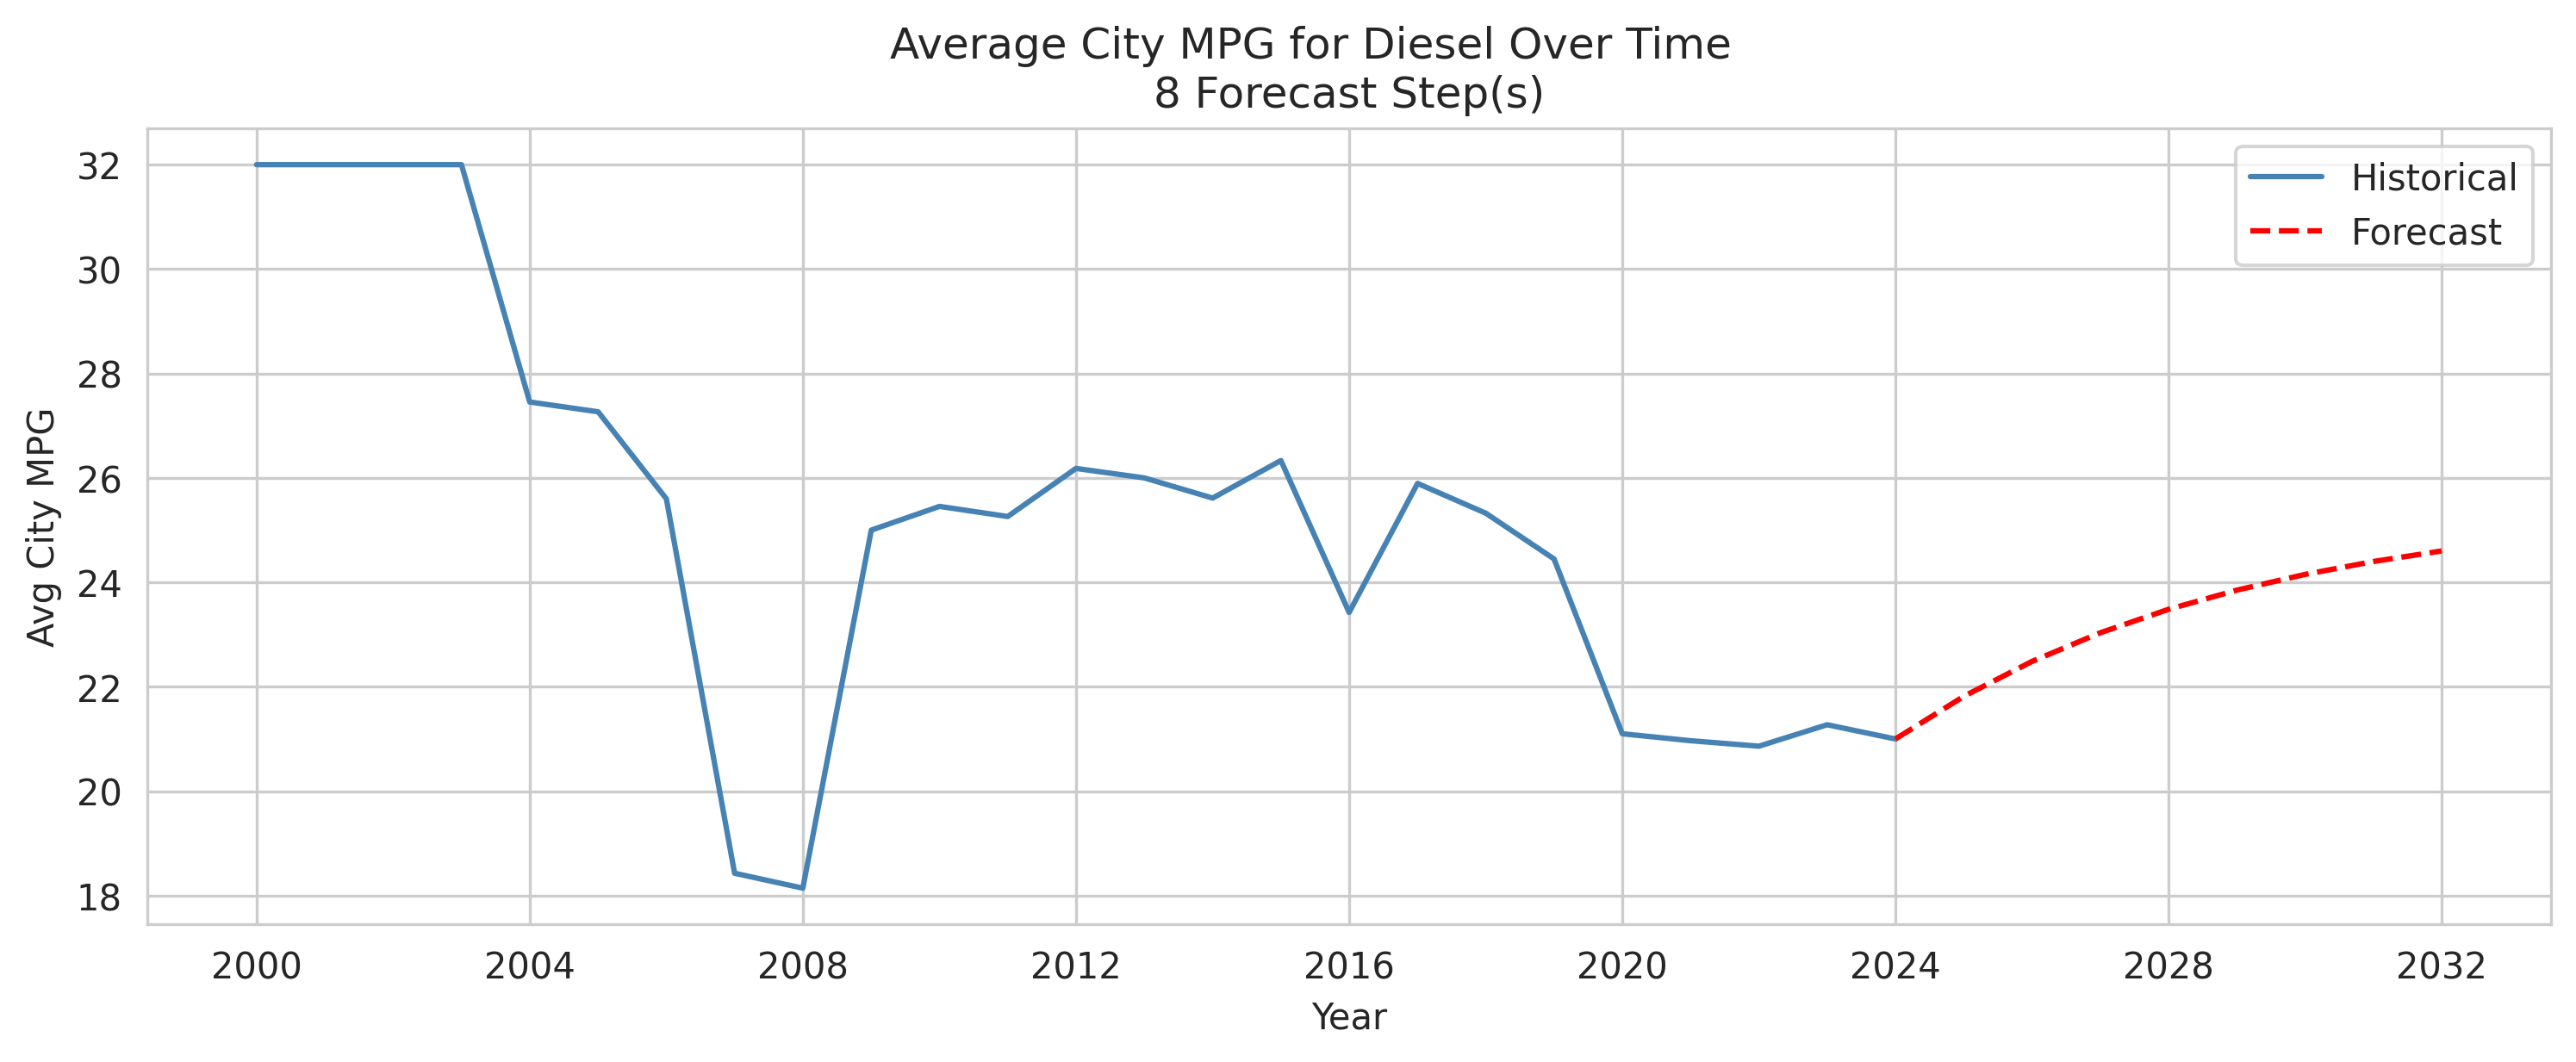 Average City MPG for Diesel Over Time
8 Forecast Step(s)
Historical
Forecast
Avg City MPG
32
30
28
26
24
22
20
18
2000 2004 2008 2012 2016 2020 2024 2028 2032
Year